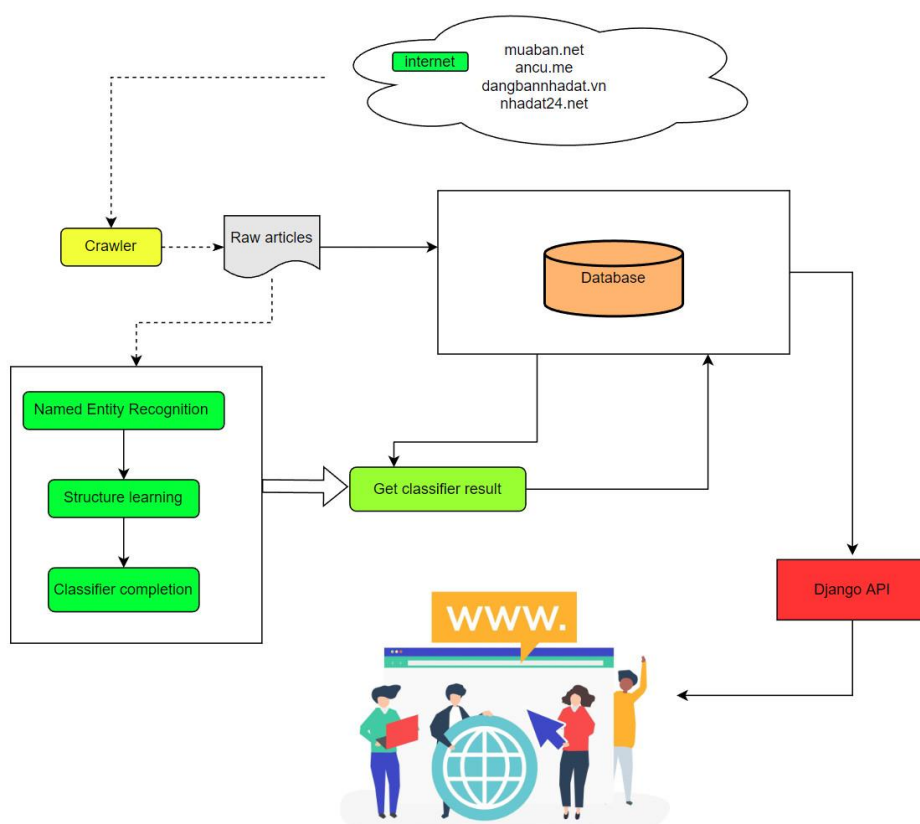 internet
muaban.net
ancu.me
dangbannhadat.vn
nhadat24.net
Crawler
Raw articles
Database
Named Entity Recognition
Structure learning
Classifier completion
Get classifier result
Django API
WWW.